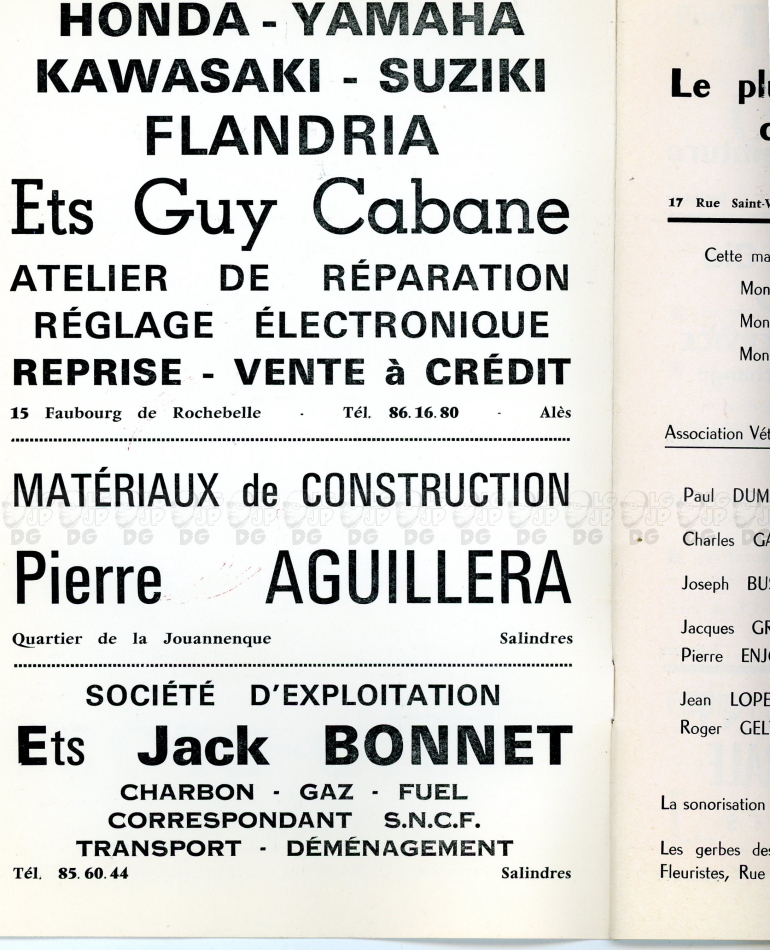 HONDA - YAMAHA
KAWASAKI - SUZIKI
FLANDRIA
Ets Guy Cabane
ATELIER DE RÉPARATION
RÉGLAGE ÉLECTRONIQUE
REPRISE - VENTE à CRÉDIT
15 Faubourg de Rochebelle - Tél. 86.16.80 - Alès
MATÉRIAUX de CONSTRUCTION
Pierre AGUILLERA
Quartier de la Jouannenque Salindres
SOCIÉTÉ D'EXPLOITATION
Ets Jack BONNET
CHARBON - GAZ - FUEL
CORRESPONDANT S.N.C.F.
TRANSPORT - DÉMÉNAGEMENT
Tél. 85.60.44 Salindres
Le
17 Rue
Cette
Association
Paul
Charles
Joseph
Jacques
Pierre
Jean
Roger
La sonorisation
Les gerbes
Fleuristes, Rue